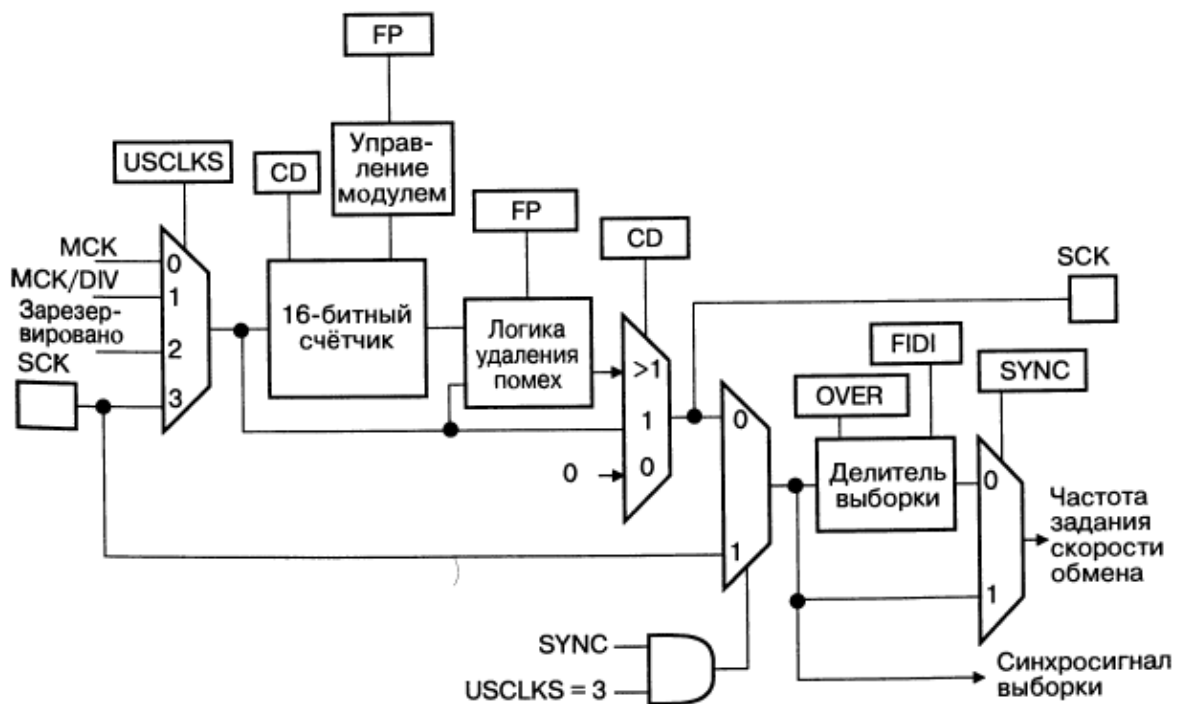 FP
Управ-
ление
модулем
USCLKS
CD
FP
CD
MCK
MCK/DIV
Зарезер-
вировано
SCK
0
1
2
3
16-битный
счётчик
Логика
удаления
помех
>1
1
0
0
SCK
FIDI
OVER
SYNC
0
1
Делитель
выборки
0
1
Частота
задания
скорости
обмена
SYNC
USCLKS = 3
Синхросигнал
выборки